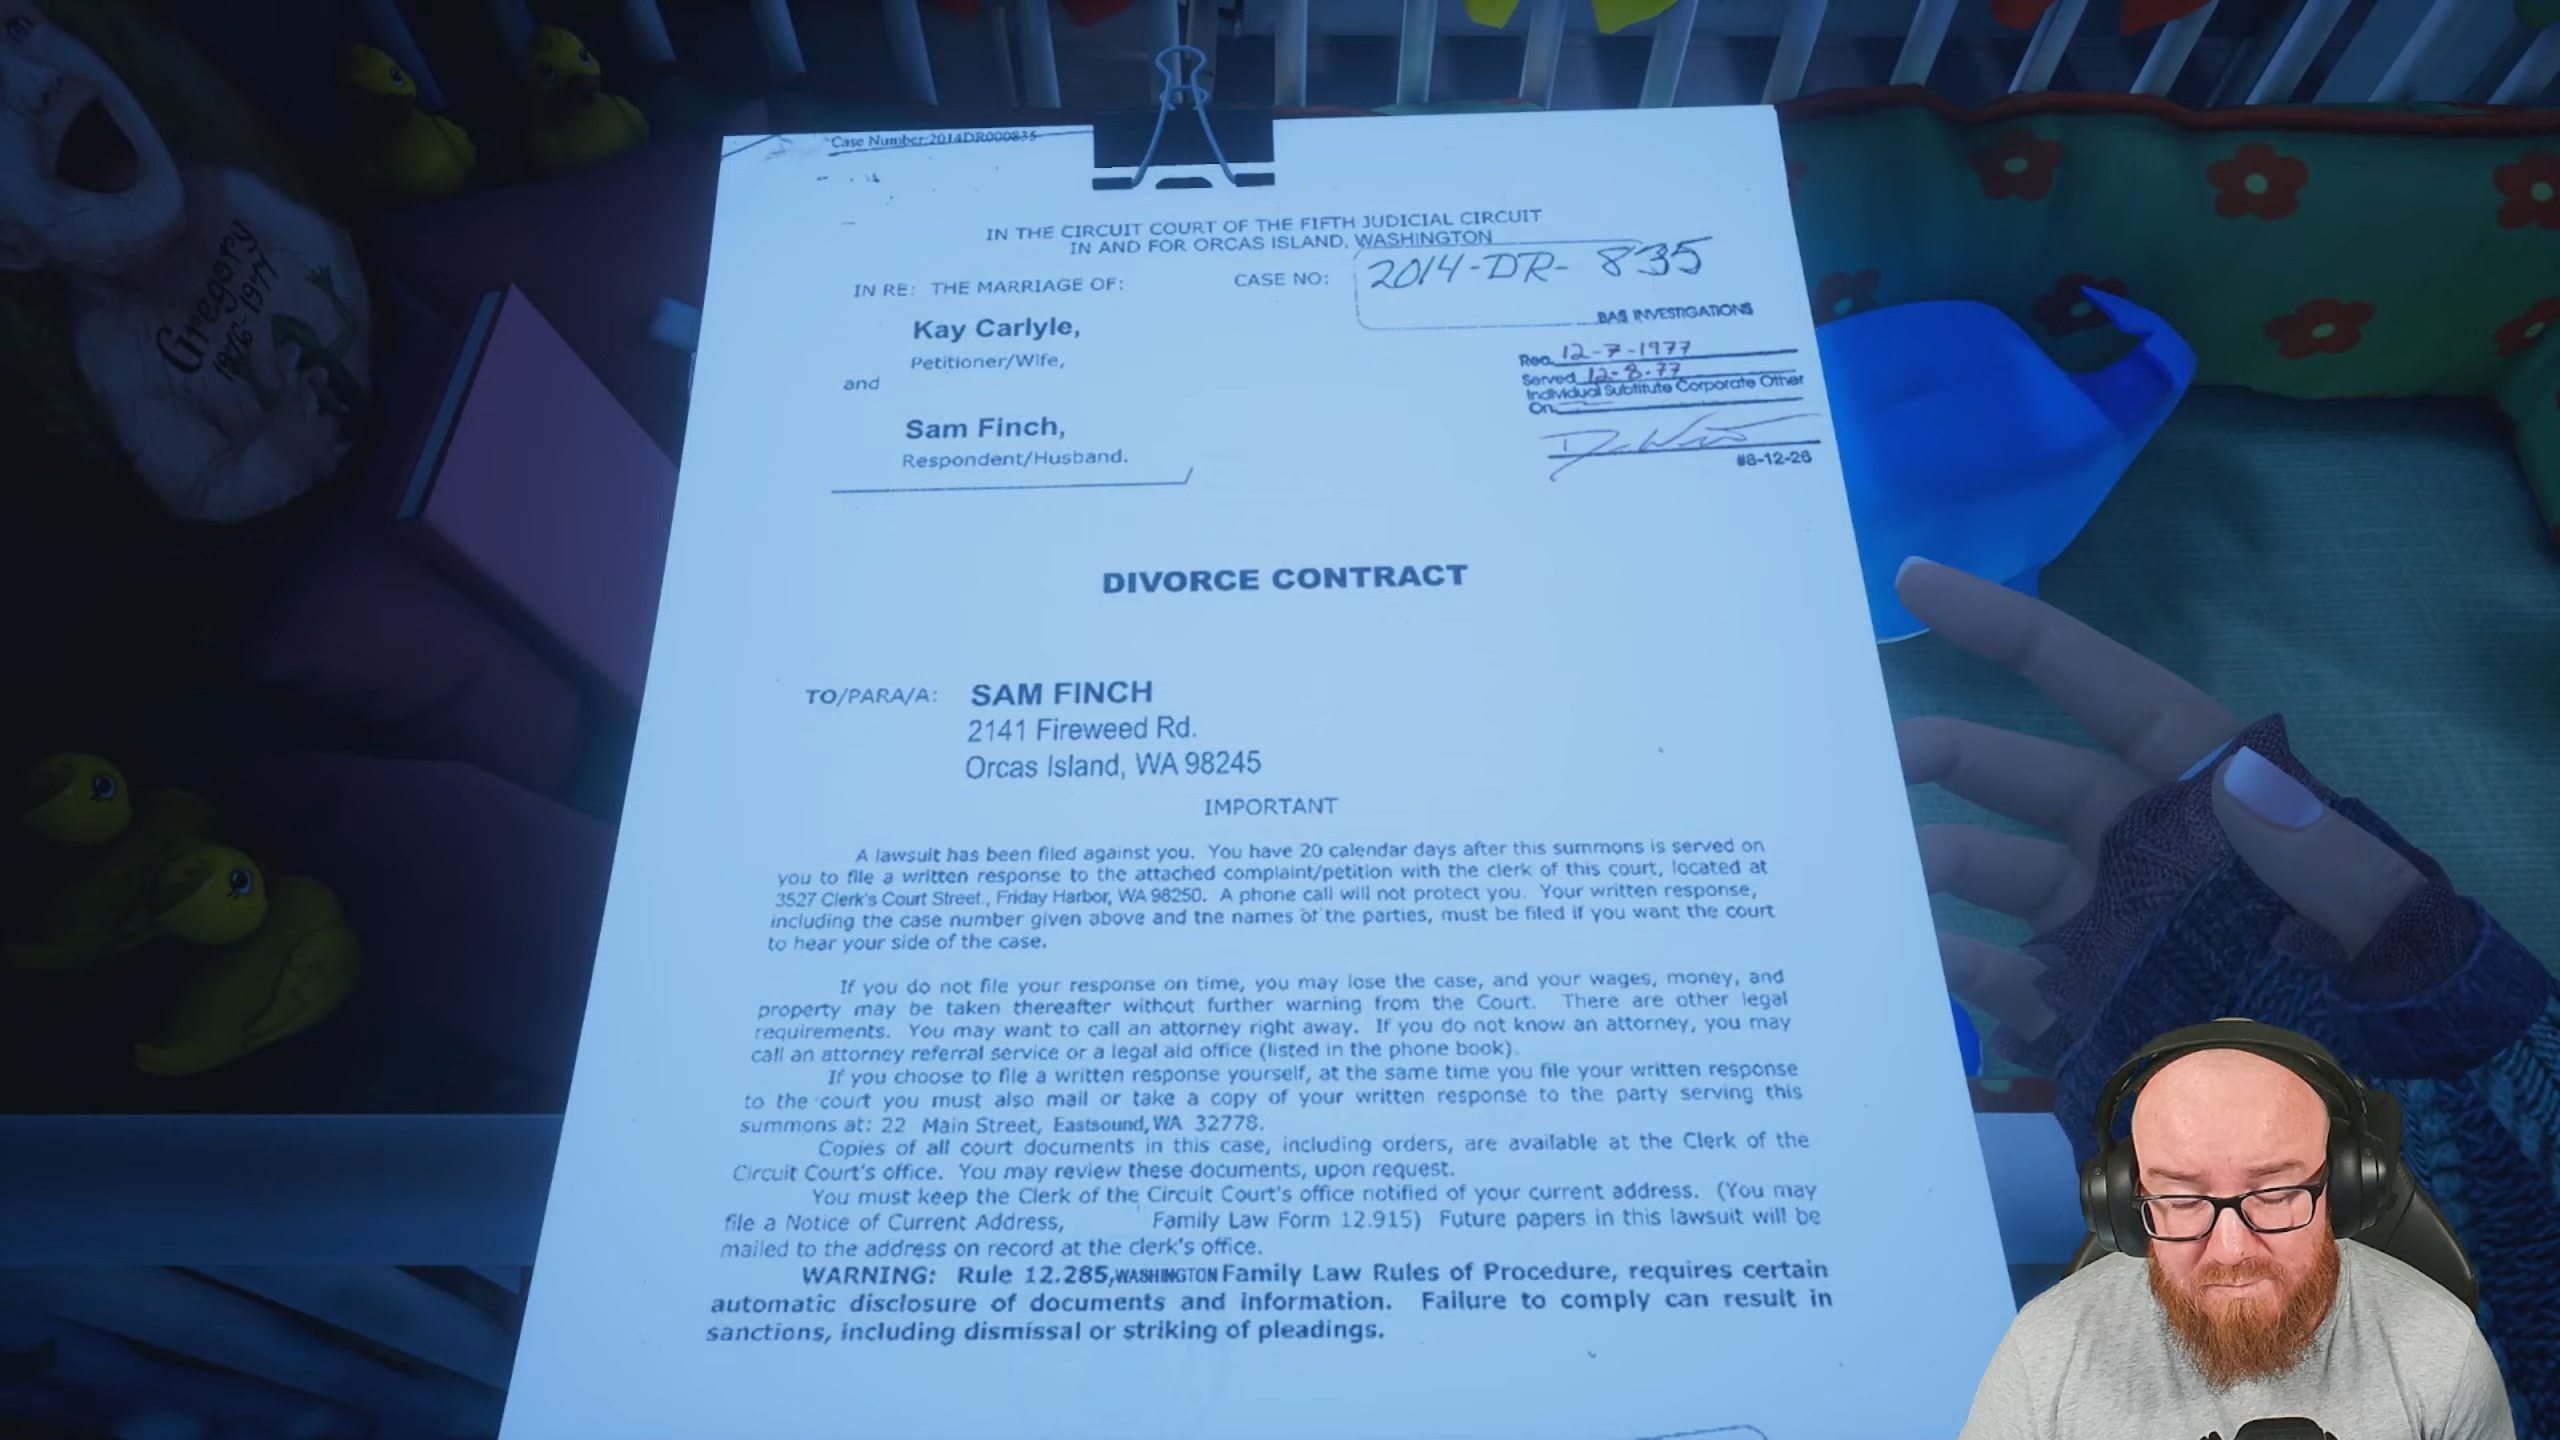 Gregory
1976-1977
Case Number:2014DR000835
IN THE CIRCUIT COURT OF THE FIFTH JUDICIAL CIRCUIT
IN AND FOR ORCAS ISLAND, WASHINGTON
IN RE: THE MARRIAGE OF:
CASE NO: 2014-DR- 835
BAS INVESTIGATIONS
Kay Carlyle,
Petitioner/Wife,
and
Rec. 12-7-1977
Served 12-8-77
Individual Subtitute Corporate Other
On
#8-12-26
Sam Finch,
Respondent/Husband.
DIVORCE CONTRACT
TO/PARA/A: SAM FINCH
2141 Fireweed Rd.
Orcas Island, WA 98245
IMPORTANT
A lawsuit has been filed against you. You have 20 calendar days after this summons is served on
you to file a written response to the attached complaint/petition with the clerk of this court, located at
3527 Clerk's Court Street., Friday Harbor, WA 98250. A phone call will not protect you. Your written response,
including the case number given above and tne names of the parties, must be filed if you want the court
to hear your side of the case.
If you do not file your response on time, you may lose the case, and your wages, money, and
property may be taken thereafter without further warning from the Court. There are other legal
requirements. You may want to call an attorney right away. If you do not know an attorney, you may
call an attorney referral service or a legal aid office (listed in the phone book).
If you choose to file a written response yourself, at the same time you file your written response
to the court you must also mail or take a copy of your written response to the party serving this
summons at: 22 Main Street, Eastsound, WA 32778.
Copies of all court documents in this case, including orders, are available at the Clerk of the
Circuit Court's office. You may review these documents, upon request.
You must keep the Clerk of the Circuit Court's office notified of your current address. (You may
file a Notice of Current Address, Family Law Form 12.915) Future papers in this lawsuit will be
mailed to the address on record at the clerk's office.
WARNING: Rule 12.285, WASHINGTON Family Law Rules of Procedure, requires certain
automatic disclosure of documents and information. Failure to comply can result in
sanctions, including dismissal or striking of pleadings.